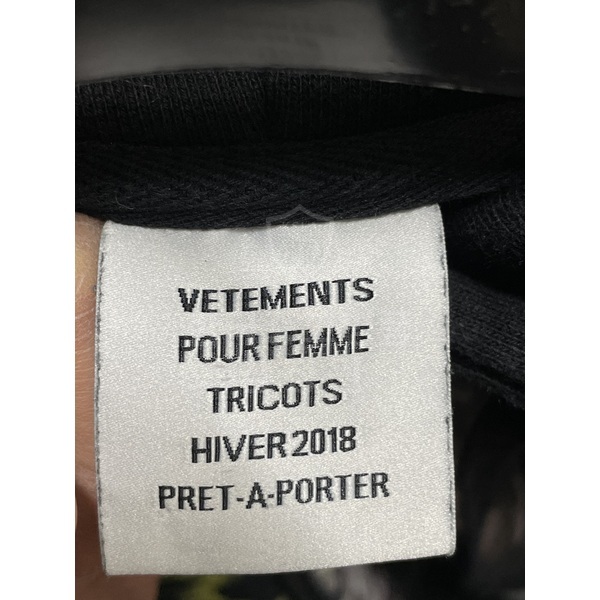 VETEMENTS
POUR FEMME
TRICOTS
HIVER 2018
PRET-A-PORTER